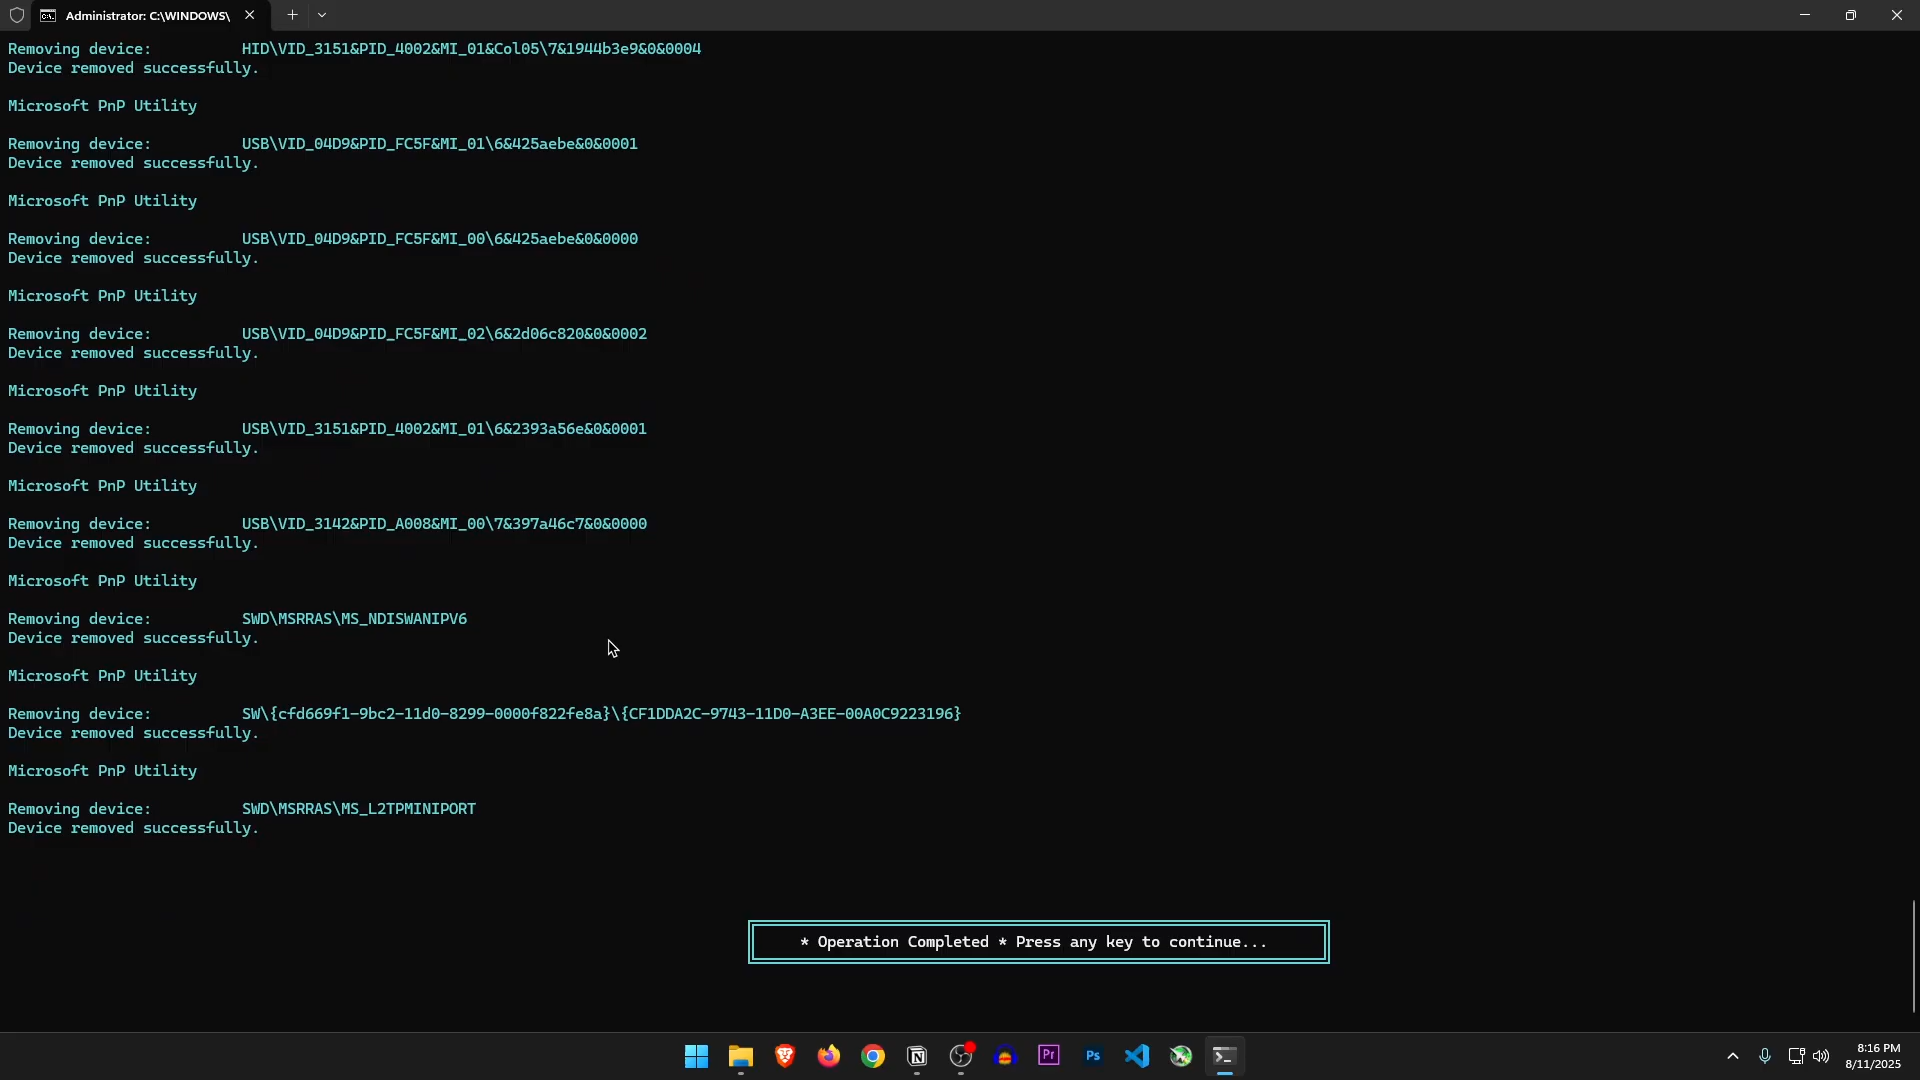 Administrator: C:\WINDOWS\
Removing device: HID\VID_3151&PID_4002&MI_01&Col05\7&1944b3e9&0&0004
Device removed successfully.
Microsoft PnP Utility
Removing device: USB\VID_04D9&PID_FC5F&MI_01\6&425aebe&0&0001
Device removed successfully.
Microsoft PnP Utility
Removing device: USB\VID_04D9&PID_FC5F&MI_00\6&425aebe&0&0000
Device removed successfully.
Microsoft PnP Utility
Removing device: USB\VID_04D9&PID_FC5F&MI_02\6&2d06c820&0&0002
Device removed successfully.
Microsoft PnP Utility
Removing device: USB\VID_3151&PID_4002&MI_01\6&2393a56e&0&0001
Device removed successfully.
Microsoft PnP Utility
Removing device: USB\VID_3142&PID_A008&MI_00\7&397a46c7&0&0000
Device removed successfully.
Microsoft PnP Utility
Removing device: SWD\MSRRAS\MS_NDISWANIPV6
Device removed successfully.
Microsoft PnP Utility
Removing device: SW\{cfd669f1-9bc2-11d0-8299-0000f822fe8a}\{CF1DDA2C-9743-11D0-A3EE-00A0C9223196}
Device removed successfully.
Microsoft PnP Utility
Removing device: SWD\MSRRAS\MS_L2TPMINIPORT
Device removed successfully.
* Operation Completed * Press any key to continue...
Pr
Ps
8:16 PM
8/11/2025